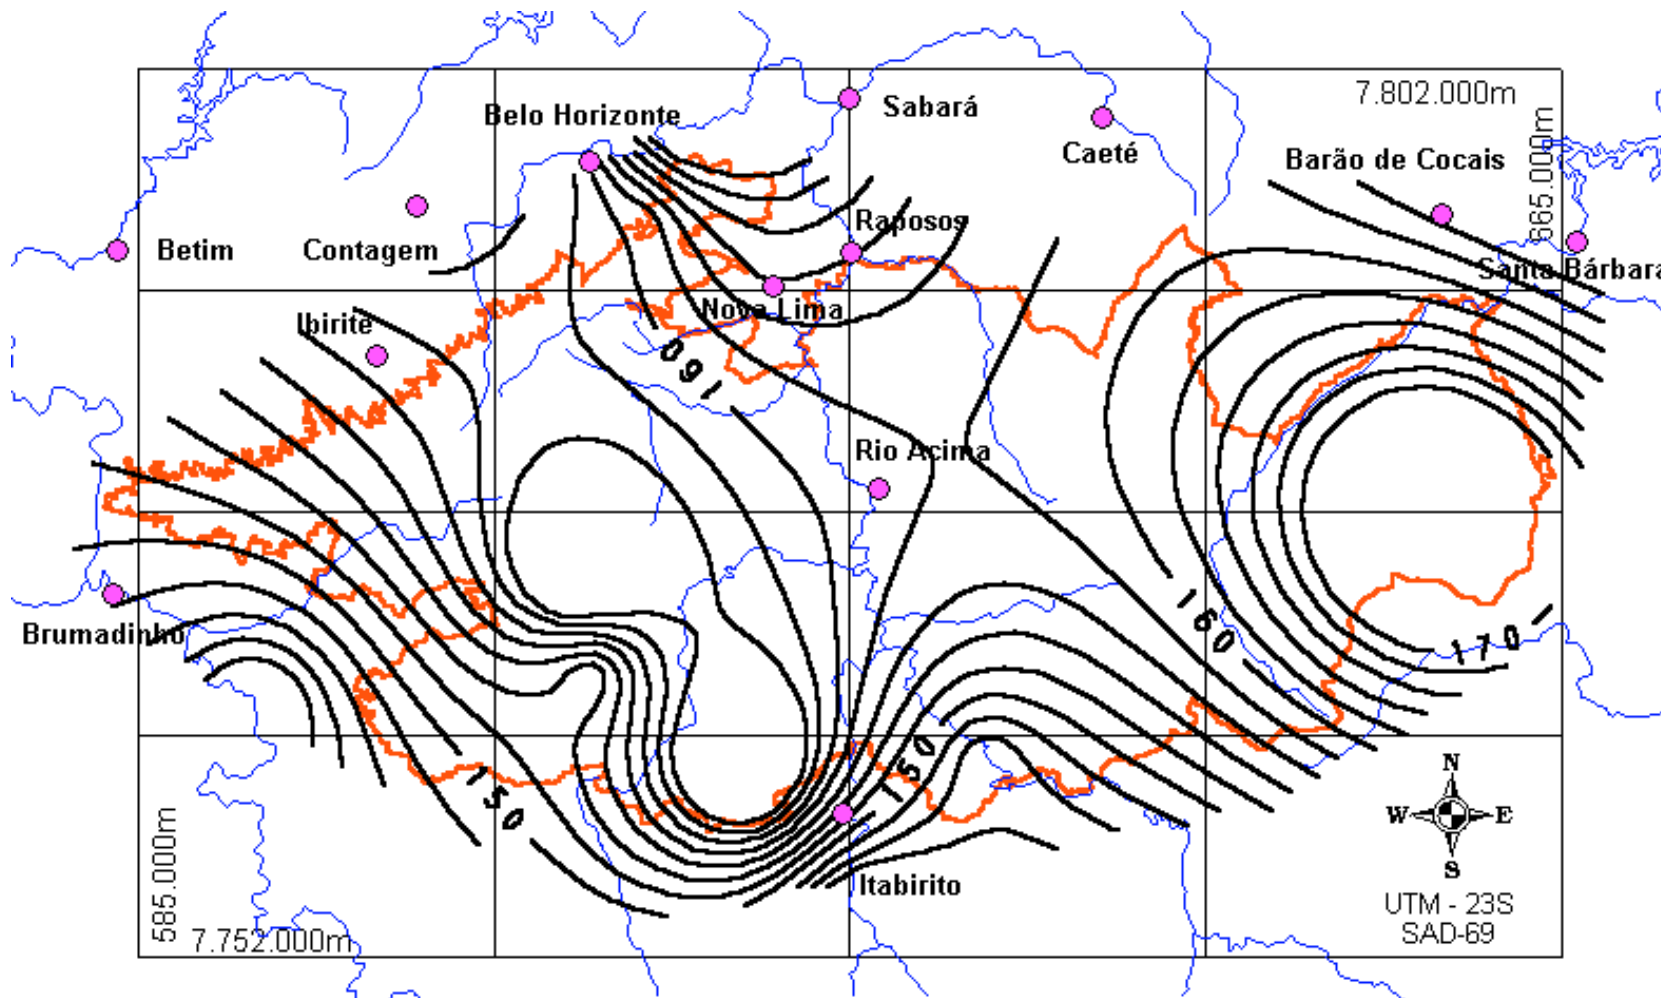 7.802.000m
Belo Horizonte
Sabará
665.000m
Caeté
Barão de Cocais
Raposos
Betim
Contagem
Santa Bárbara
Nova Lima
Ibirité
160
Rio Acima
160
Brumadinho
170
150
150
N
W E
S
Itabirito
585.000m
7.752.000m
UTM - 23S
SAD-69